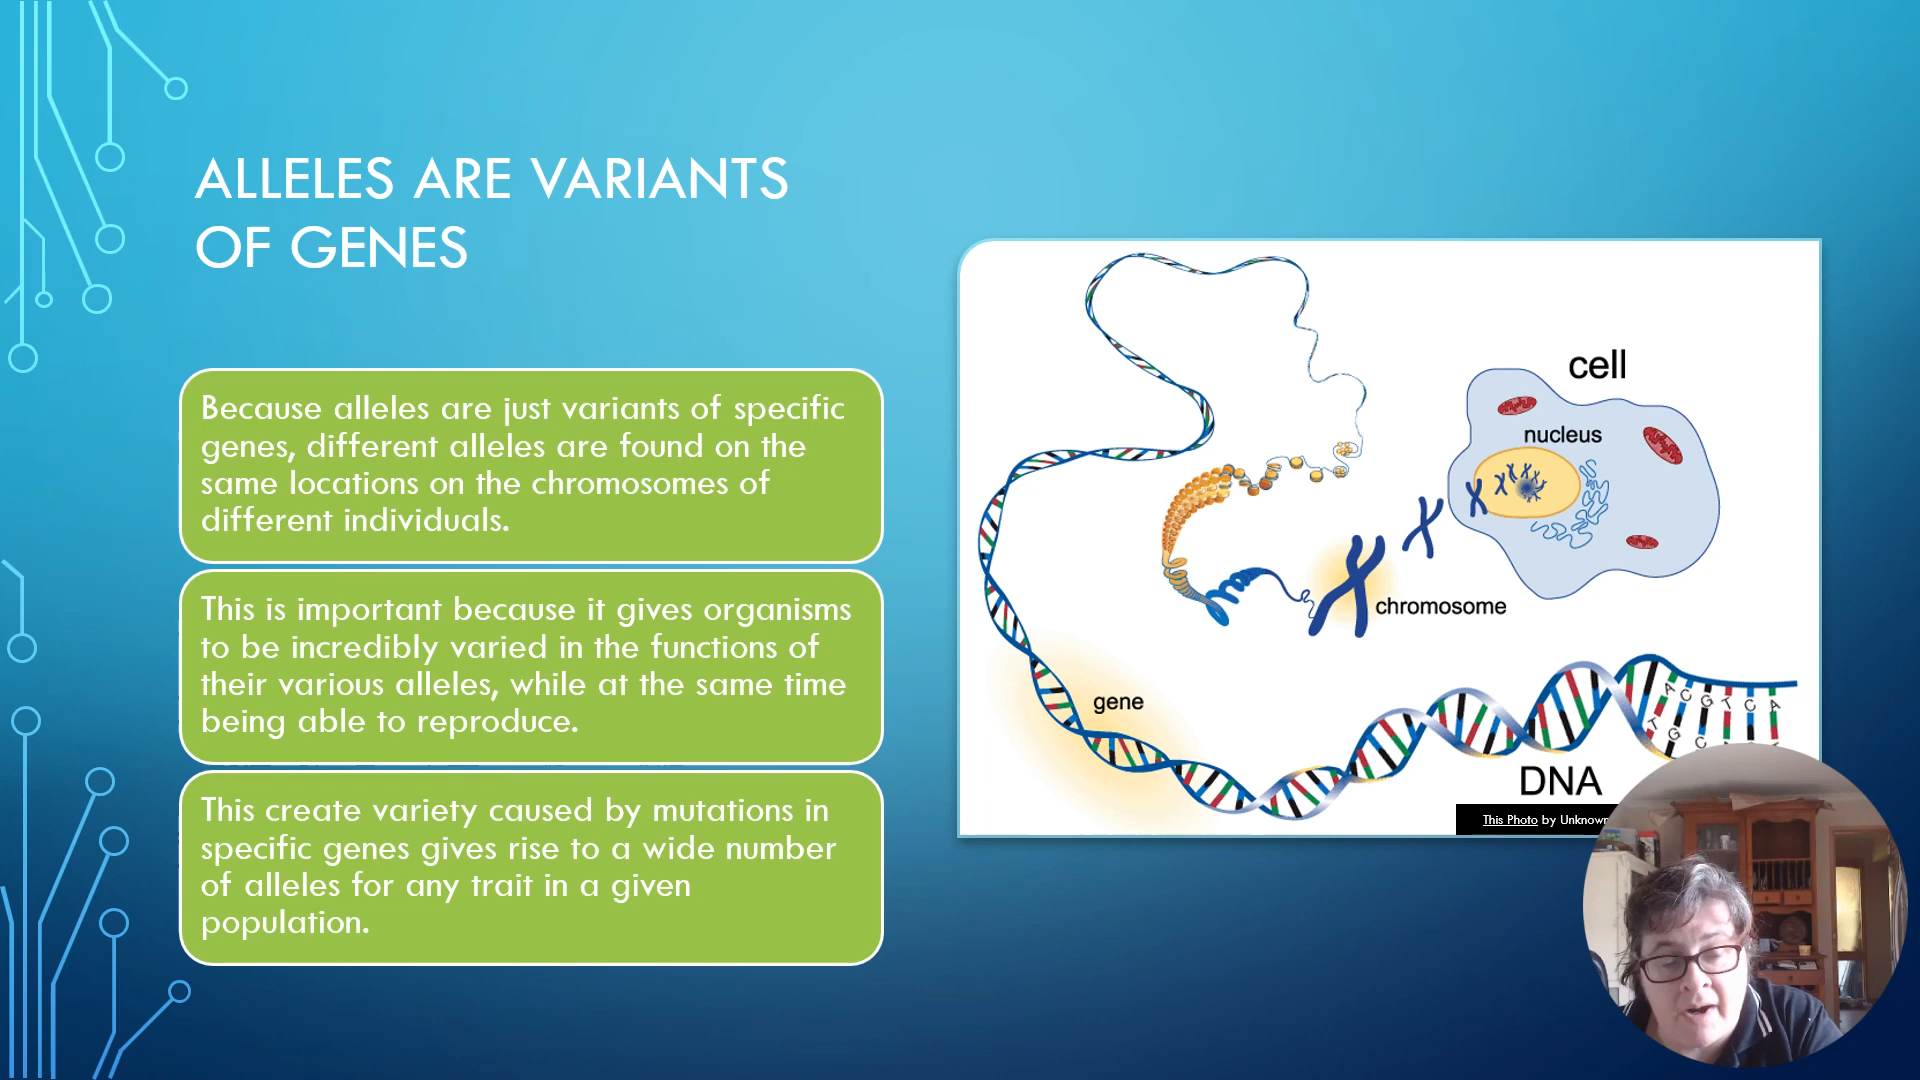 ALLELES ARE VARIANTS
OF GENES
Because alleles are just variants of specific
genes, different alleles are found on the
same locations on the chromosomes of
different individuals.
This is important because it gives organisms
to be incredibly varied in the functions of
their various alleles, while at the same time
being able to reproduce.
This create variety caused by mutations in
specific genes gives rise to a wide number
of alleles for any trait in a given
population.
cell
nucleus
chromosome
gene
A C G T C A
T G C
DNA
This Photo by Unknown